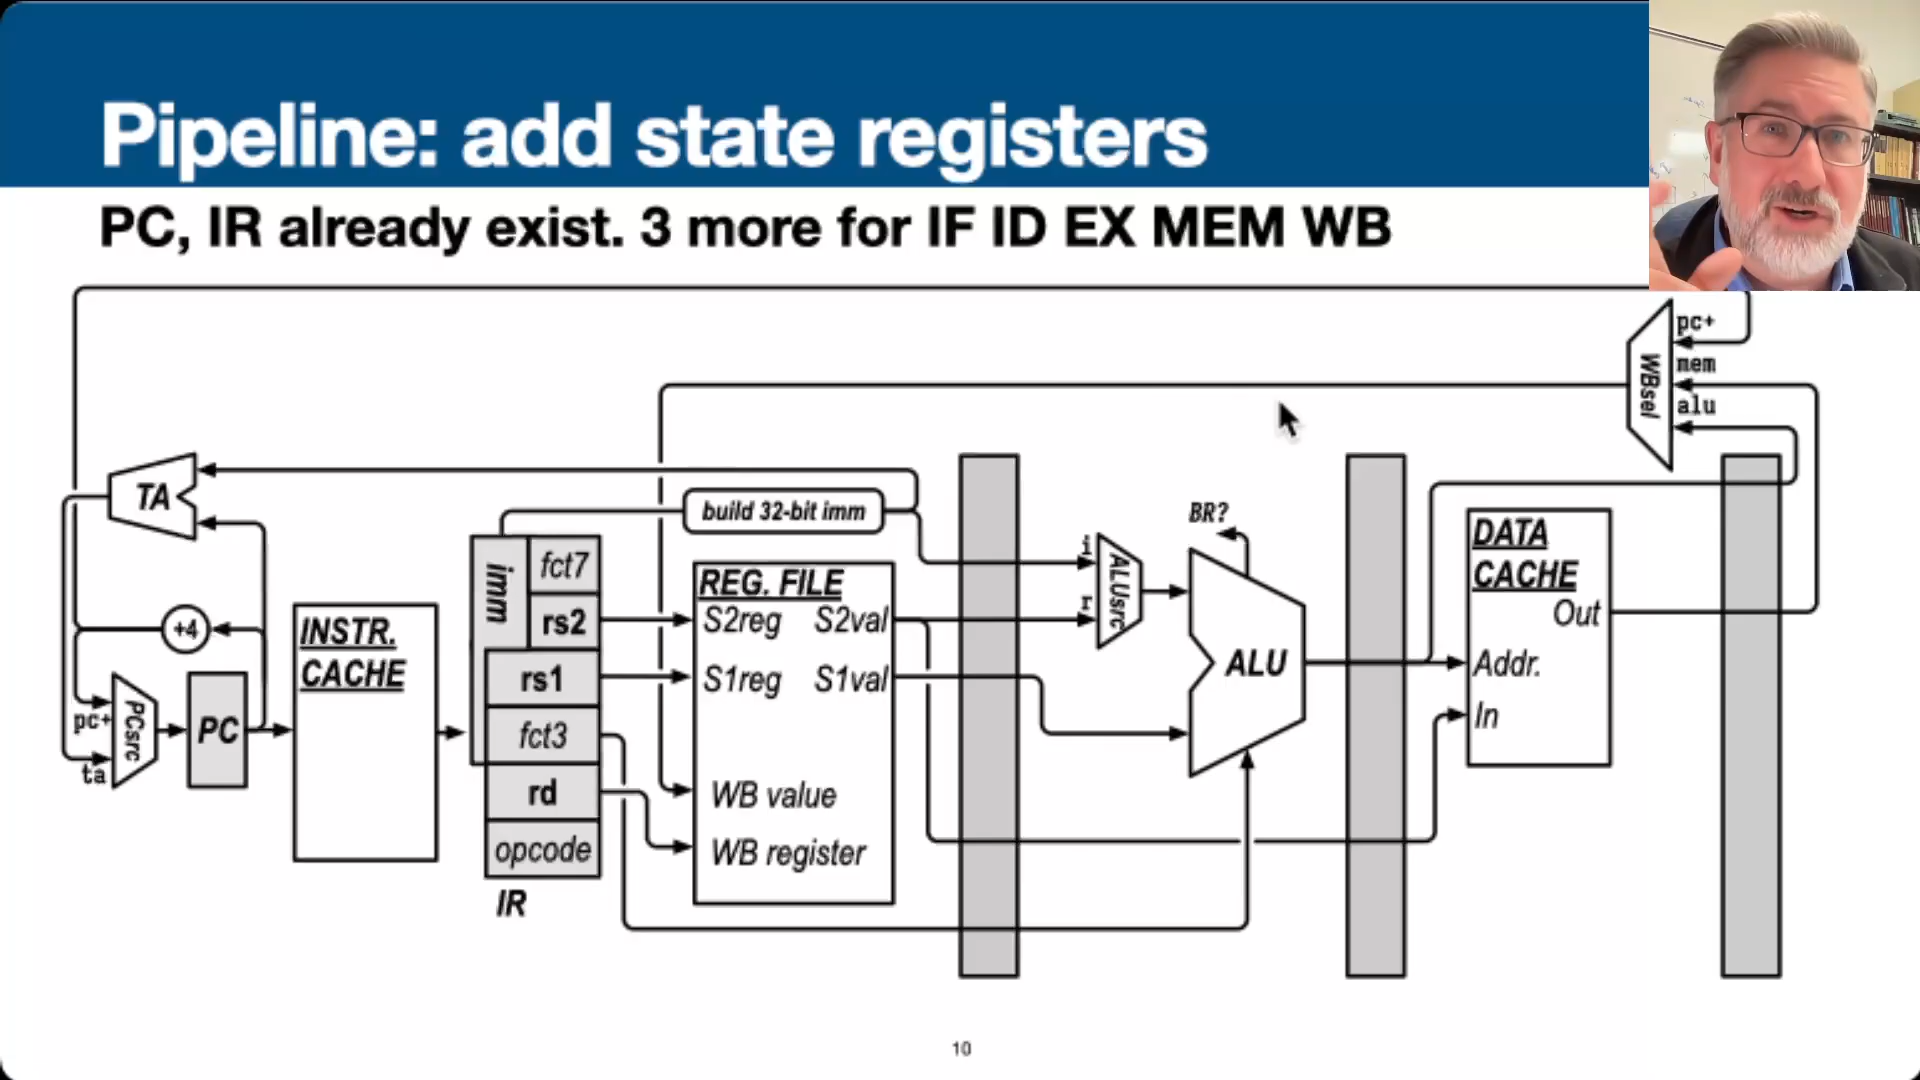 Pipeline: add state registers
PC, IR already exist. 3 more for IF ID EX MEM WB
pc+
mem
alu
WBsel
TA
build 32-bit imm
BR?
+4
pc+
ta
PCsrc
PC
INSTR.
CACHE
imm
fct7
rs2
rs1
fct3
rd
opcode
IR
REG. FILE
S2reg S2val
S1reg S1val
WB value
WB register
ALUsrc
ALU
DATA
CACHE
Out
Addr.
In
10